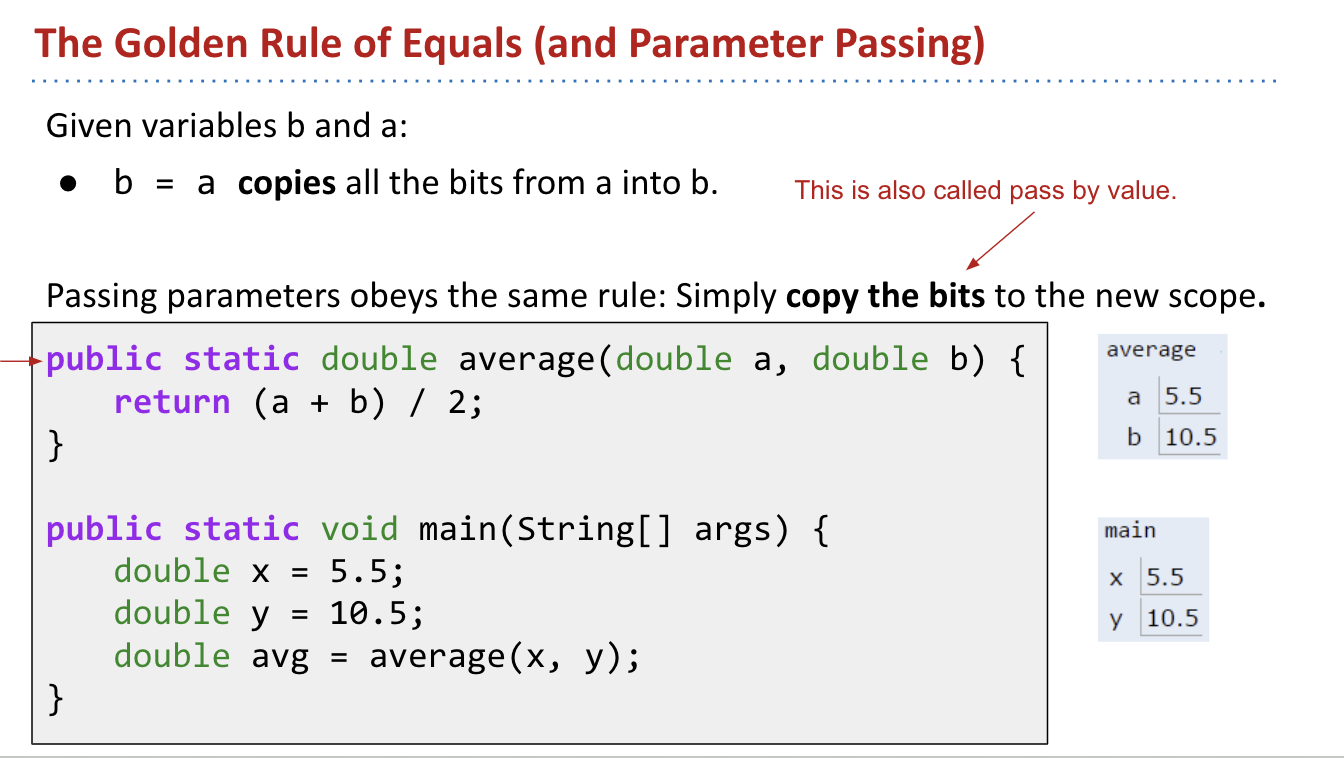 The Golden Rule of Equals (and Parameter Passing)
Given variables b and a:
● b = a copies all the bits from a into b.
This is also called pass by value.
Passing parameters obeys the same rule: Simply copy the bits to the new scope.
public static double average(double a, double b) {
    return (a + b) / 2;
}
public static void main(String[] args) {
    double x = 5.5;
    double y = 10.5;
    double avg = average(x, y);
}
average
a 5.5
b 10.5
main
x 5.5
y 10.5